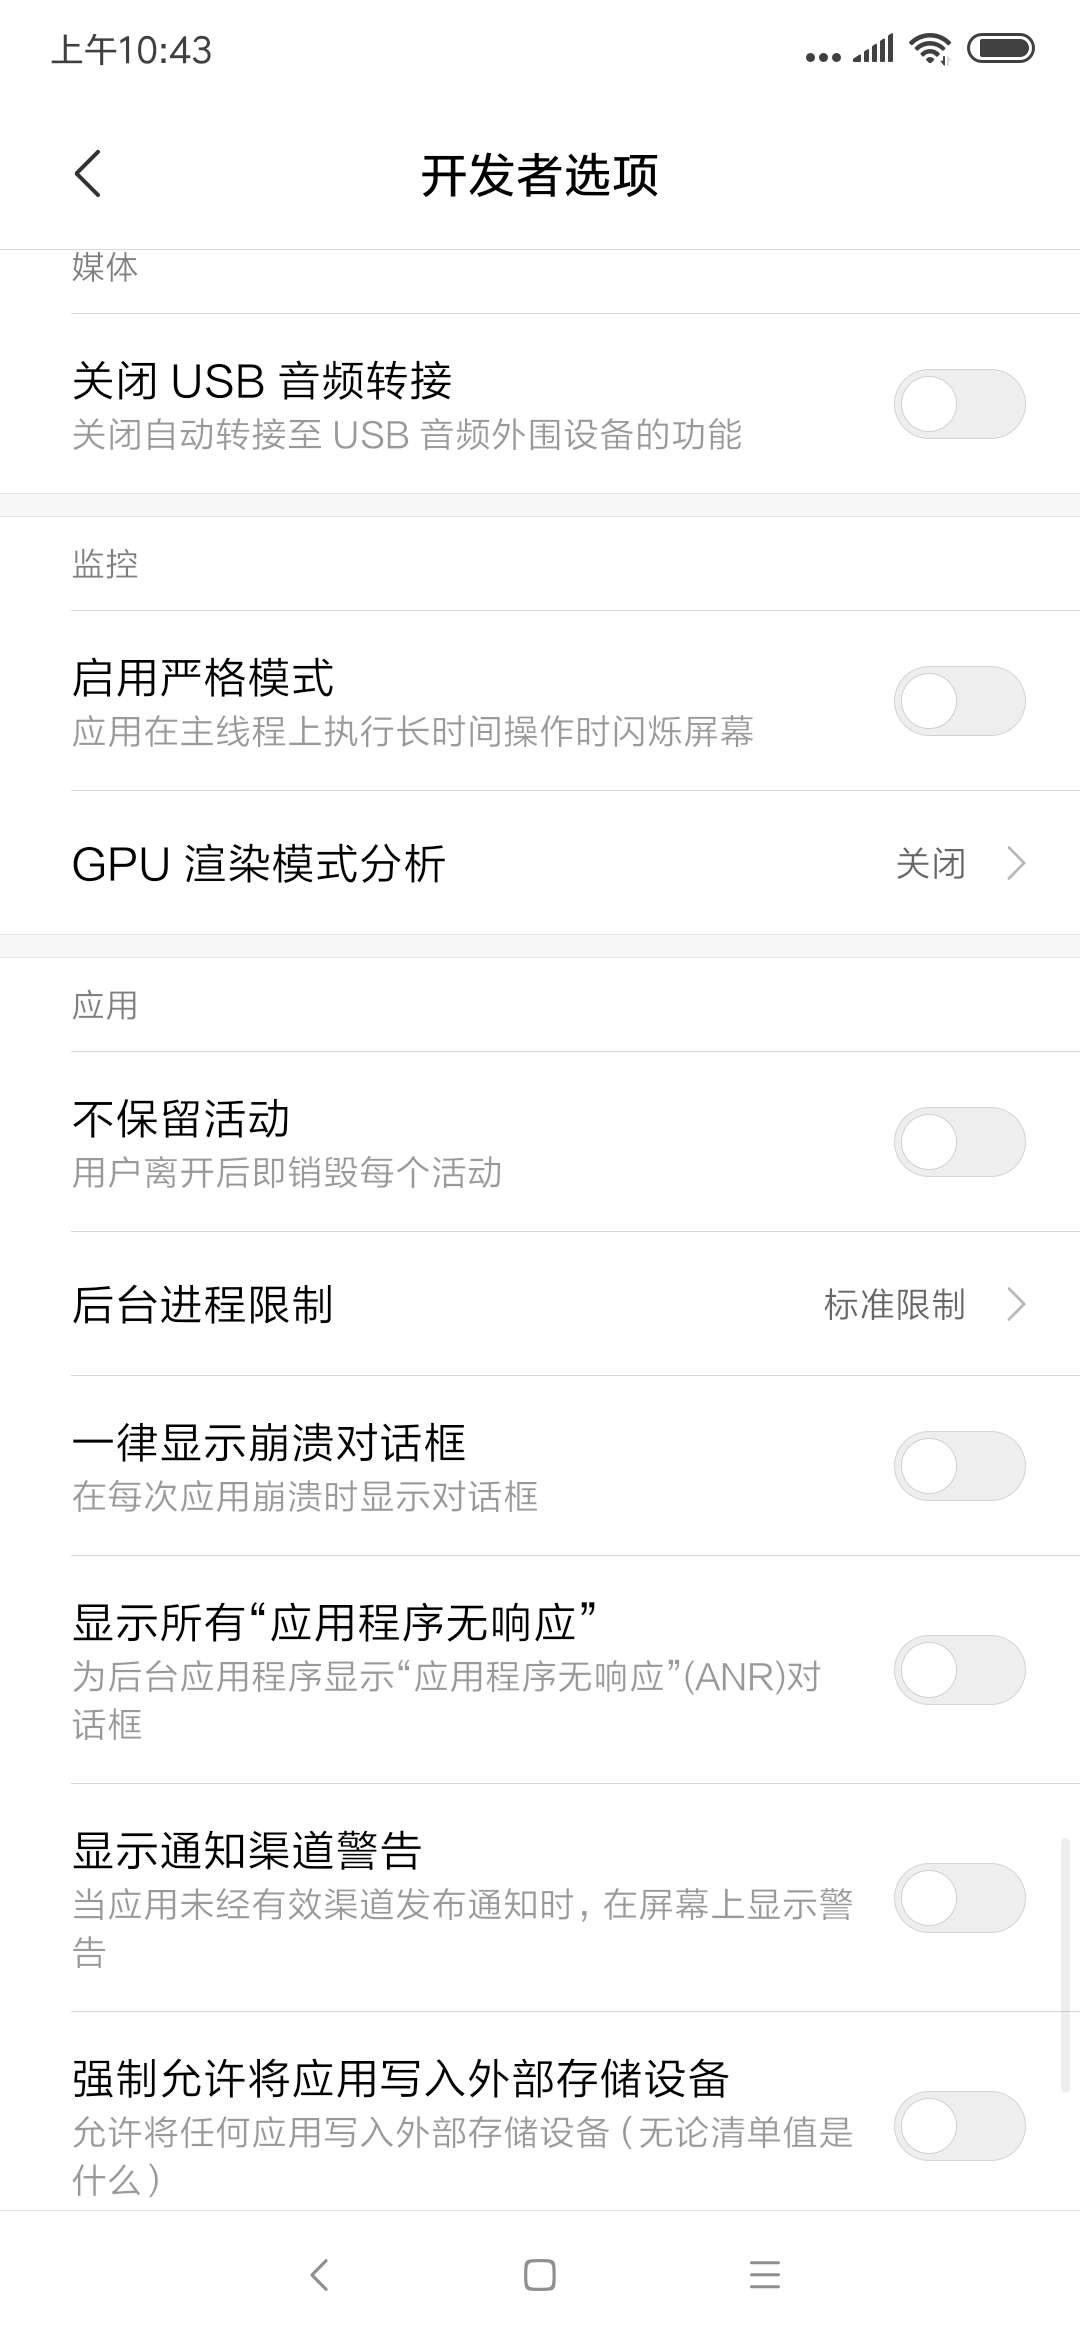 上午10:43
开发者选项
媒体
关闭 USB 音频转接
关闭自动转接至 USB 音频外围设备的功能
监控
启用严格模式
应用在主线程上执行长时间操作时闪烁屏幕
GPU 渲染模式分析
关闭
应用
不保留活动
用户离开后即销毁每个活动
后台进程限制
标准限制
一律显示崩溃对话框
在每次应用崩溃时显示对话框
显示所有“应用程序无响应”
为后台应用程序显示“应用程序无响应”(ANR)对
话框
显示通知渠道警告
当应用未经有效渠道发布通知时，在屏幕上显示警
告
强制允许将应用写入外部存储设备
允许将任何应用写入外部存储设备（无论清单值是
什么）